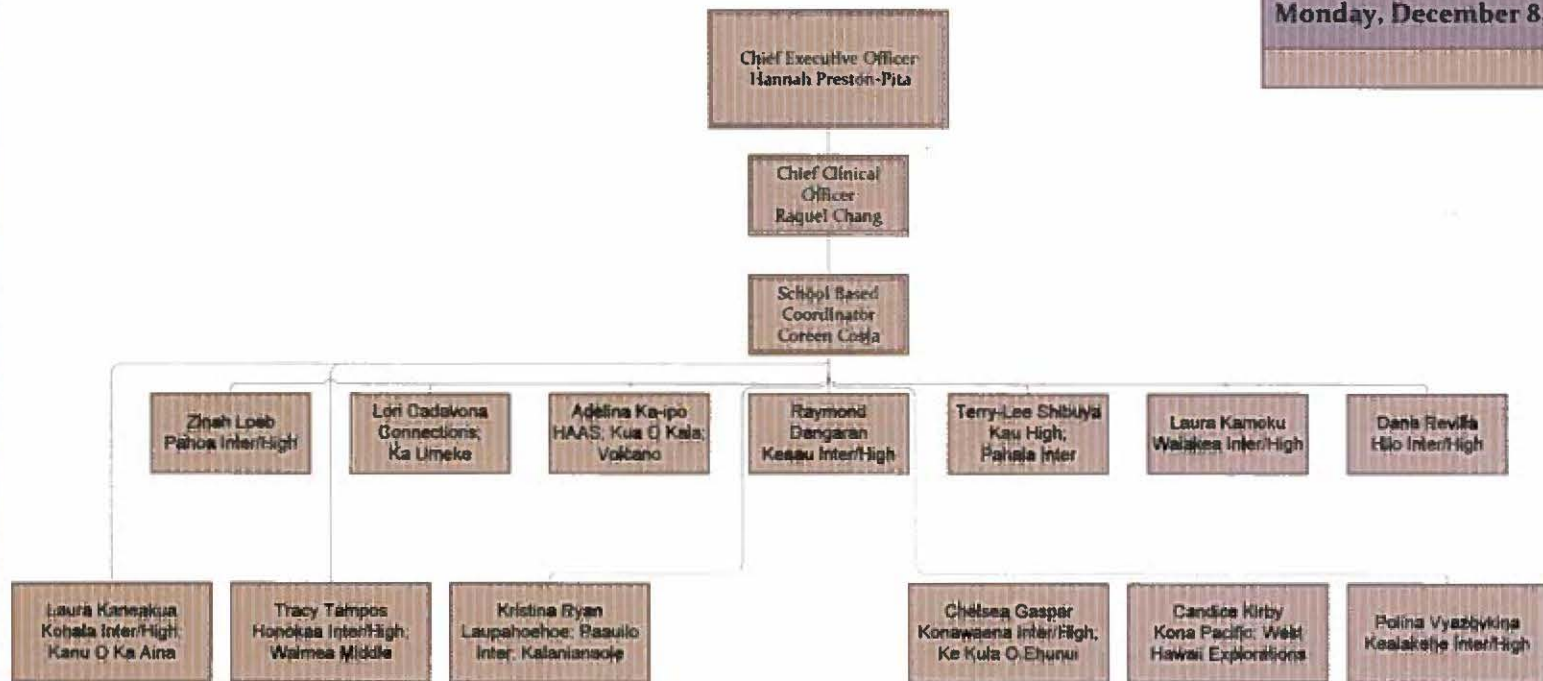 Monday, December 8
Chief Executive Officer
Hannah Preston-Pita
Chief Clinical
Officer
Raquel Chang
School Based
Coordinator
Coreen
Zinah Loeb
Pahoa Inter/High
Lori Cadavona
Connections;
Ka Umeke
Adelina Ka-ipo
HAAS; Kua O Kala;
Volcano
Raymond
Dangaran
Keaau Inter/High
Terry-Lee Shibuya
Kau High;
Pahala Inter
Laura Kamoku
Waiakea Inter/High
Dana Revilla
Hilo Inter/High
Laura Kaneakua
Kohala Inter/High;
Kanu O Ka Aina
Tracy Tampos
Honokaa Inter/High;
Waimea Middle
Kristina Ryan
Laupahoehoe; Paauilo
Inter; Kalanianaole
Chelsea Gaspar
Konawaena Inter/High;
Ke Kula O Ehunui
Candice Kirby
Kona Pacific; West
Hawaii Explorations
Polina Vyazovkina
Kealakehe Inter/High